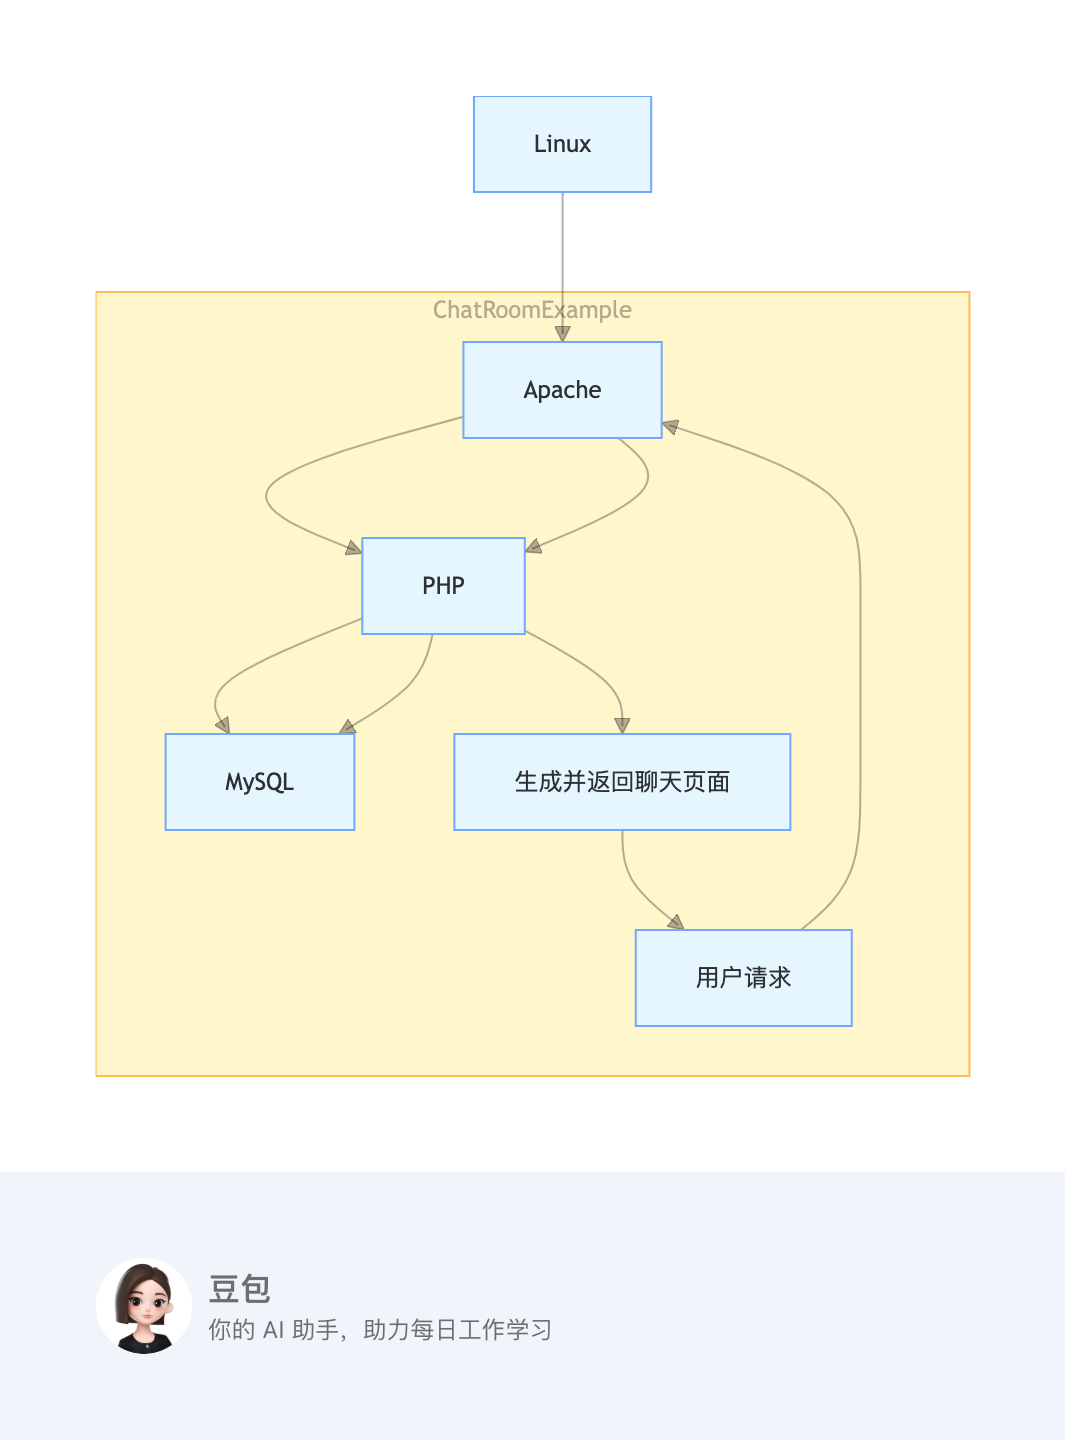 Linux
ChatRoomExample
Apache
PHP
MySQL
生成并返回聊天页面
用户请求
豆包
你的 AI 助手，助力每日工作学习